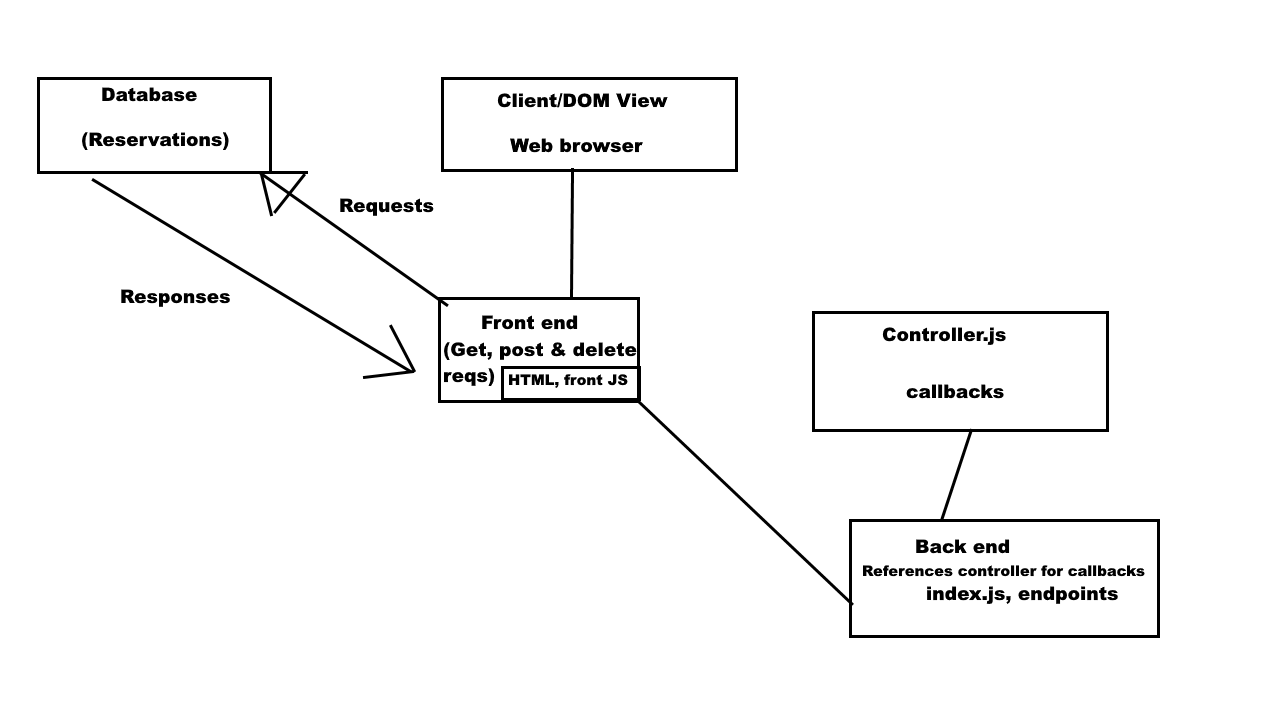 Database
(Reservations)
Client/DOM View
Web browser
Requests
Responses
Front end
(Get, post & delete
reqs)
HTML, front JS
Controller.js
callbacks
Back end
References controller for callbacks
index.js, endpoints